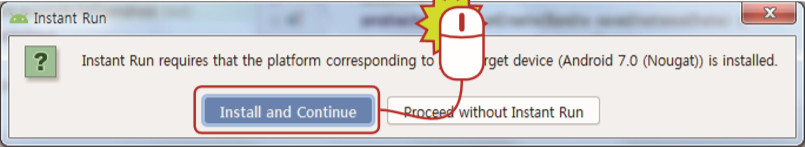 Instant Run
Instant Run requires that the platform corresponding to rget device (Android 7.0 (Nougat)) is installed.
Install and Continue
Proceed without Instant Run